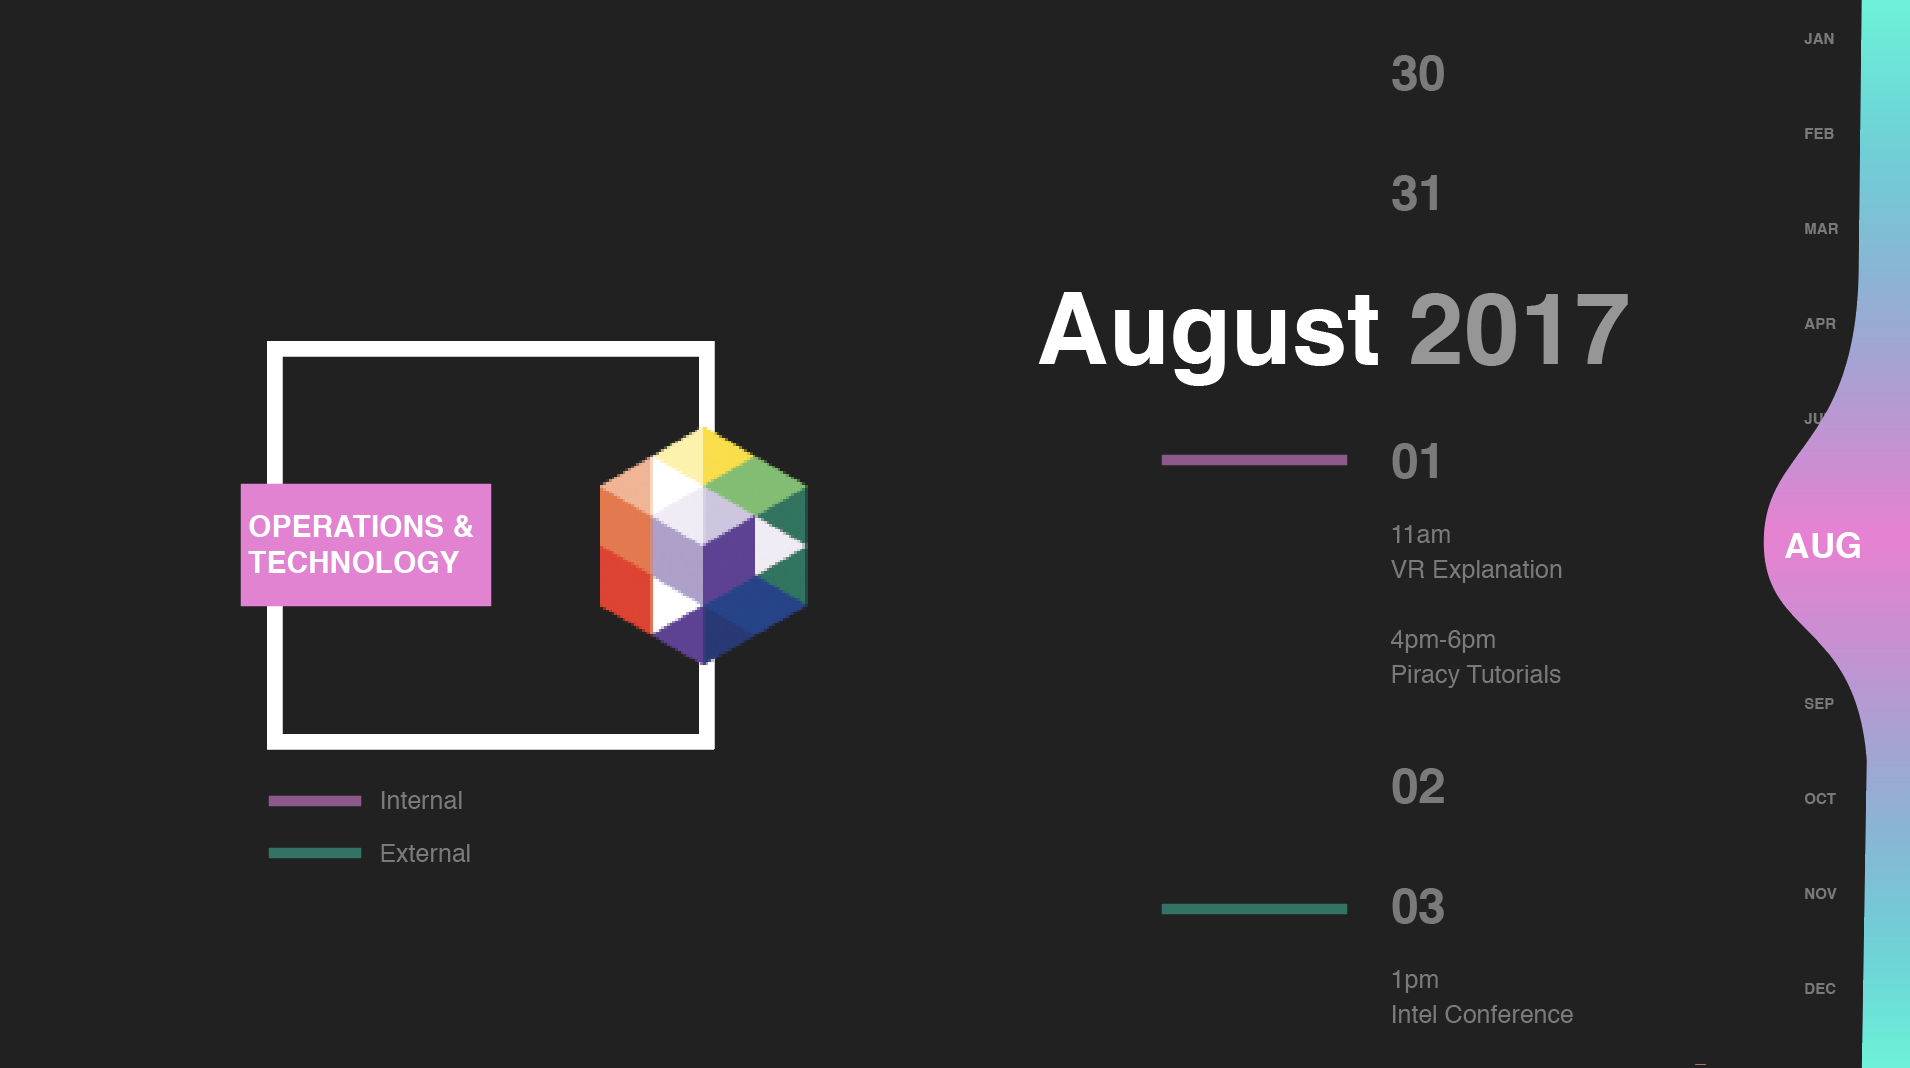 OPERATIONS &
TECHNOLOGY
Internal
External
30
31
August 2017
01
11am
VR Explanation
4pm-6pm
Piracy Tutorials
02
03
1pm
Intel Conference
JAN
FEB
MAR
APR
AUG
SEP
OCT
NOV
DEC